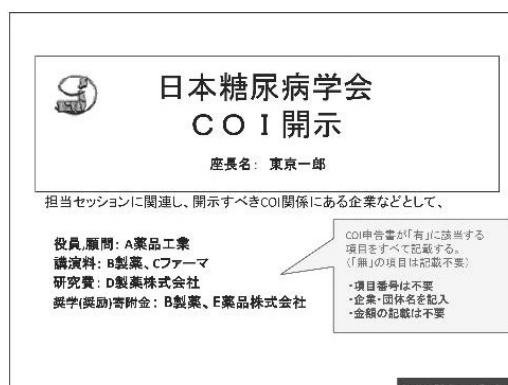 日本糖尿病学会
ＣＯＩ開示
座長名： 東京一郎
担当セッションに関連し、開示すべきCOI関係にある企業などとして、
役員,顧問：A薬品工業
講演料：B製薬、Cファーマ
研究費：D製薬株式会社
奨学(奨励)寄附金：B製薬、E薬品株式会社
COI申告書が「有」に該当する
項目をすべて記載する。
(「無」の項目は記載不要)
・項目番号は不要
・企業・団体名を記入
・金額の記載は不要